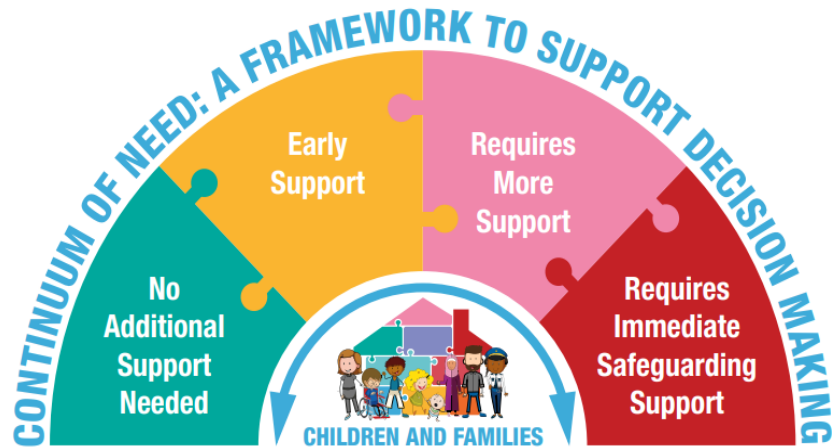 CONTINUUM OF NEED: A FRAMEWORK TO SUPPORT DECISION MAKING
No
Additional
Support
Needed
Early
Support
Requires
More
Support
Requires
Immediate
Safeguarding
Support
CHILDREN AND FAMILIES